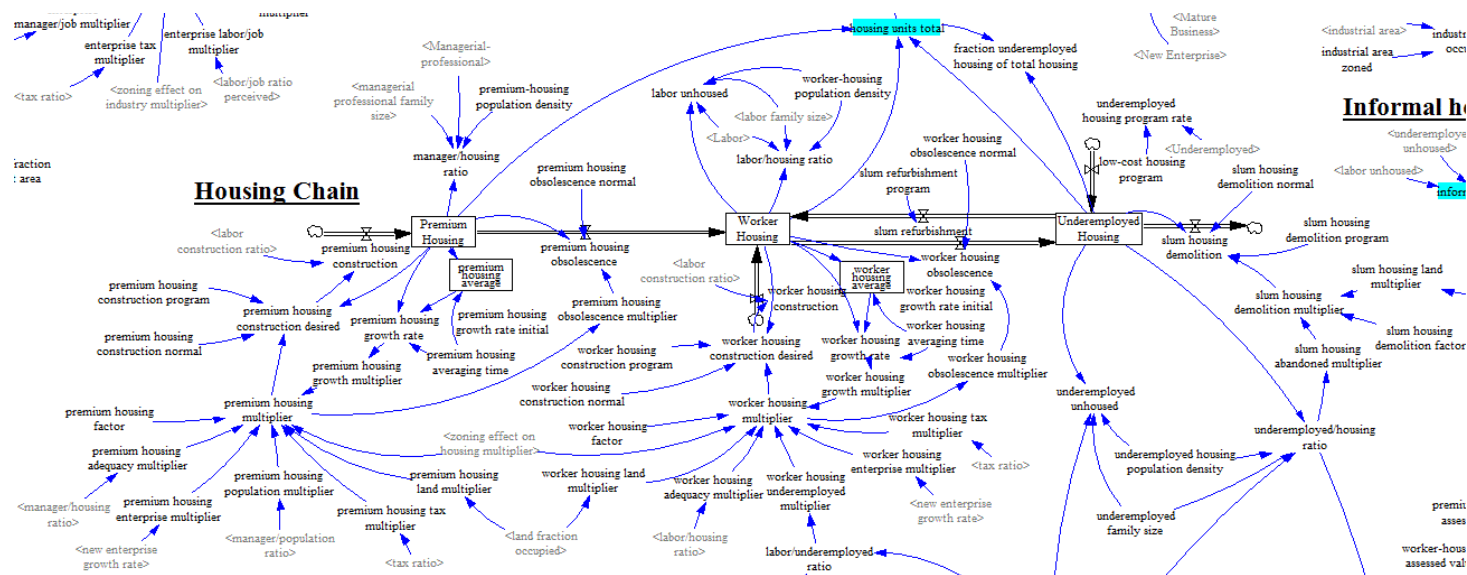 manager/job multiplier
enterprise tax
multiplier
enterprise labor/job
multiplier
<tax ratio>
<zoning effect on
industry multiplier>
<labor/job ratio
perceived>
<Managerial-
professional>
<managerial
professional family
size>
premium-housing
population density
manager/housing
ratio
housing units total
labor unhoused
worker-housing
population density
<labor family size>
<Labor>
labor/housing ratio
fraction underemployed
housing of total housing
<Mature
Business>
<New Enterprise>
<industrial area>
industrial area
zoned
underemployed
housing program rate
<Underemployed>
low-cost housing
program
Informal
<underemployed
unhoused>
<labor unhoused>
fraction
area
Housing Chain
premium housing
obsolescence normal
worker housing
obsolescence normal
slum refurbishment
program
slum housing
demolition normal
Premium
Housing
Worker
Housing
slum refurbishment
Underemployed
Housing
<labor
construction ratio>
premium housing
construction
premium housing
obsolescence
premium
housing
average
<labor
construction ratio>
worker housing
construction
worker
housing
average
worker housing
obsolescence
slum housing
demolition
slum housing
demolition program
premium housing
construction program
premium housing
construction desired
premium housing
construction normal
premium housing
growth rate
premium housing
growth rate initial
premium housing
averaging time
premium housing
growth multiplier
premium housing
obsolescence multiplier
worker housing
growth rate initial
worker housing
averaging time
worker housing
construction desired
worker housing
construction program
worker housing
construction normal
worker housing
growth rate
worker housing
growth multiplier
worker housing
obsolescence multiplier
slum housing
demolition multiplier
slum housing land
multiplier
slum housing
demolition factor
slum housing
abandoned multiplier
premium housing
factor
premium housing
multiplier
premium housing
adequacy multiplier
<manager/housing
ratio>
premium housing
enterprise multiplier
<new enterprise
growth rate>
premium housing
population multiplier
<manager/population
ratio>
premium housing tax
multiplier
<tax ratio>
premium housing
land multiplier
<zoning effect on
housing multiplier>
<land fraction
occupied>
worker housing
factor
worker housing
multiplier
worker housing land
multiplier
worker housing
adequacy multiplier
<labor/housing
ratio>
worker housing
underemployed
multiplier
labor/underemployed
ratio
worker housing
enterprise multiplier
<new enterprise
growth rate>
worker housing tax
multiplier
<tax ratio>
underemployed
unhoused
underemployed/housing
ratio
underemployed housing
population density
underemployed
family size
worker-housing